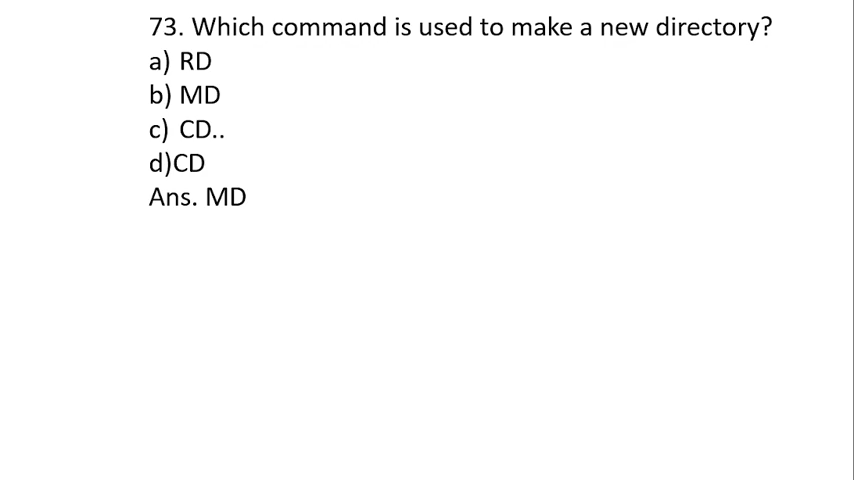 73. Which command is used to make a new directory?
a) RD
b) MD
c) CD..
d)CD
Ans. MD